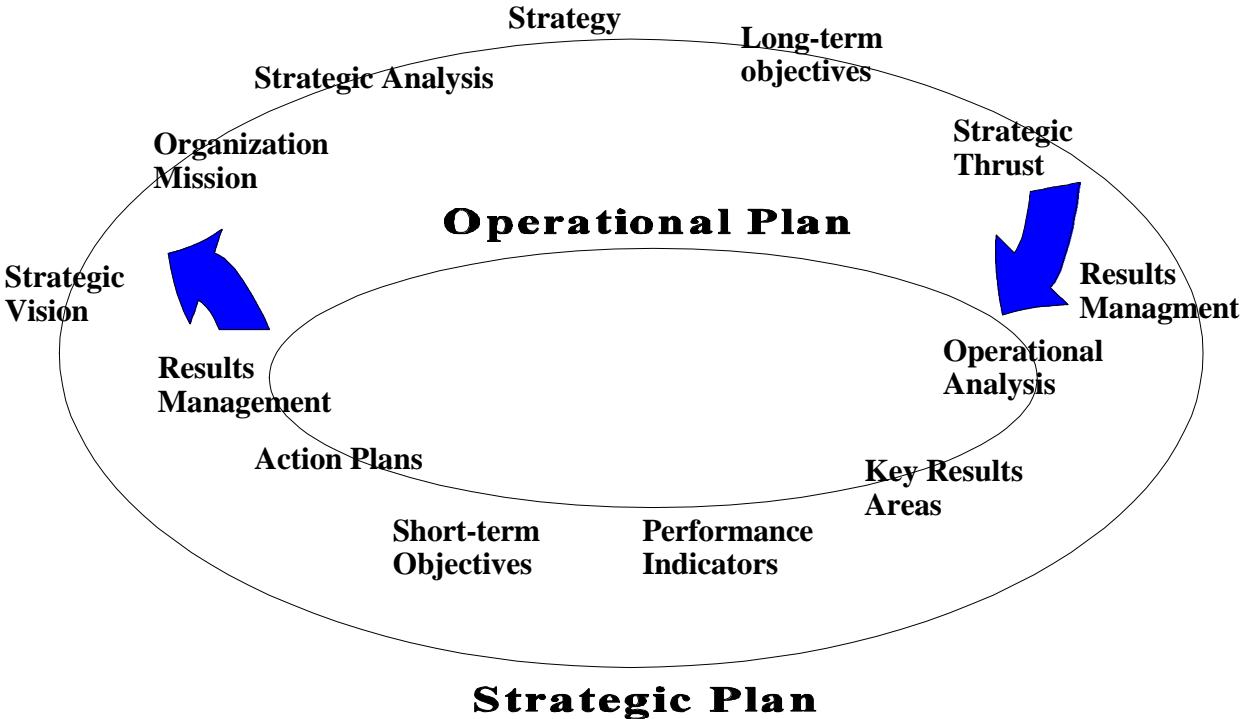 Strategy
Long-term
objectives
Strategic Analysis
Organization
Mission
Strategic
Thrust
Operational Plan
Strategic
Vision
Results
Managment
Results
Management
Operational
Analysis
Action Plans
Key Results
Areas
Short-term
Objectives
Performance
Indicators
Strategic Plan